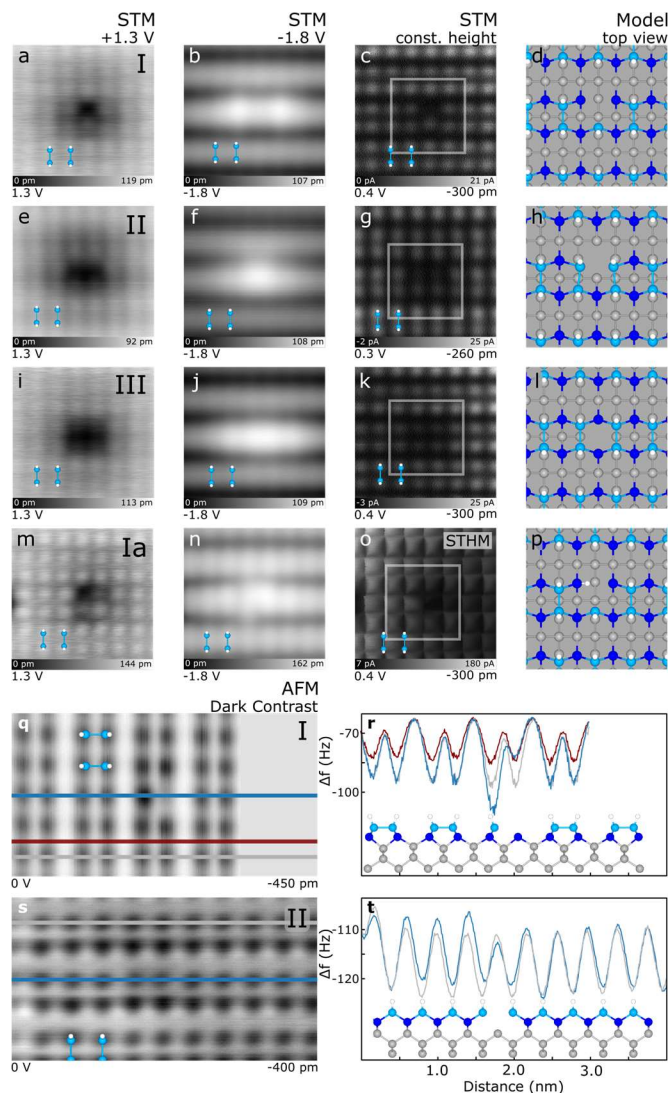 STM STM STM Model
+1.3 V -1.8 V const. height top view
a I b c d
0 pm 119 pm 0 pm 107 pm 0 pA 21 pA
1.3 V -1.8 V 0.4 V -300 pm
e II f g h
0 pm 92 pm 0 pm 108 pm -2 pA 25 pA
1.3 V -1.8 V 0.3 V -260 pm
i III j k l
0 pm 113 pm 0 pm 109 pm -3 pA 25 pA
1.3 V -1.8 V 0.4 V -300 pm
m Ia n o STHM p
0 pm 144 pm 0 pm 162 pm 7 pA 180 pA
1.3 V -1.8 V 0.4 V -300 pm
AFM
Dark Contrast
q I r
-70
Δf (Hz)
-100
0 V -450 pm
s II t
-110
Δf (Hz)
-120
0 V -400 pm
1.0 2.0 3.0
Distance (nm)